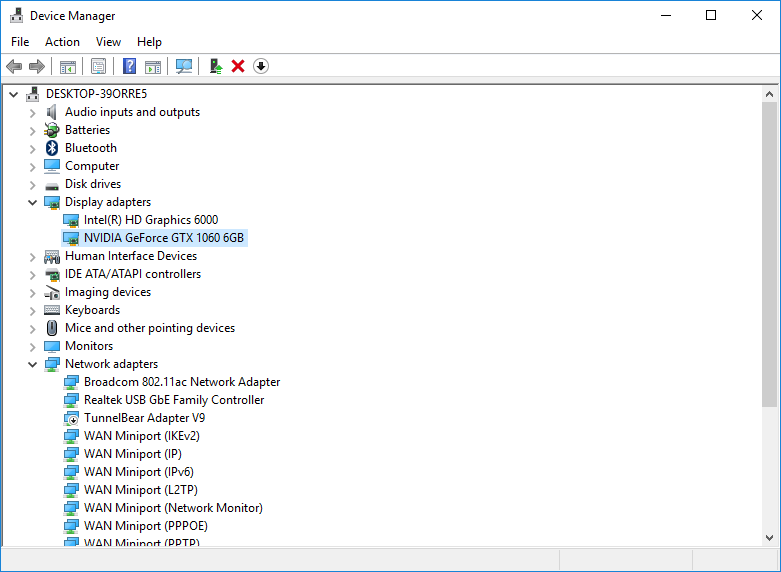 Device Manager
File Action View Help
DESKTOP-39ORRE5
Audio inputs and outputs
Batteries
Bluetooth
Computer
Disk drives
Display adapters
Intel(R) HD Graphics 6000
NVIDIA GeForce GTX 1060 6GB
Human Interface Devices
IDE ATA/ATAPI controllers
Imaging devices
Keyboards
Mice and other pointing devices
Monitors
Network adapters
Broadcom 802.11ac Network Adapter
Realtek USB GbE Family Controller
TunnelBear Adapter V9
WAN Miniport (IKEv2)
WAN Miniport (IP)
WAN Miniport (IPv6)
WAN Miniport (L2TP)
WAN Miniport (Network Monitor)
WAN Miniport (PPPOE)
WAN Miniport (PPTP)